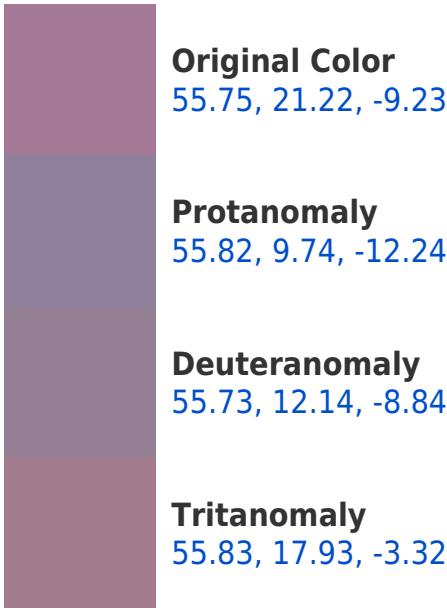 Original Color
55.75, 21.22, -9.23
Protanomaly
55.82, 9.74, -12.24
Deuteranomaly
55.73, 12.14, -8.84
Tritanomaly
55.83, 17.93, -3.32